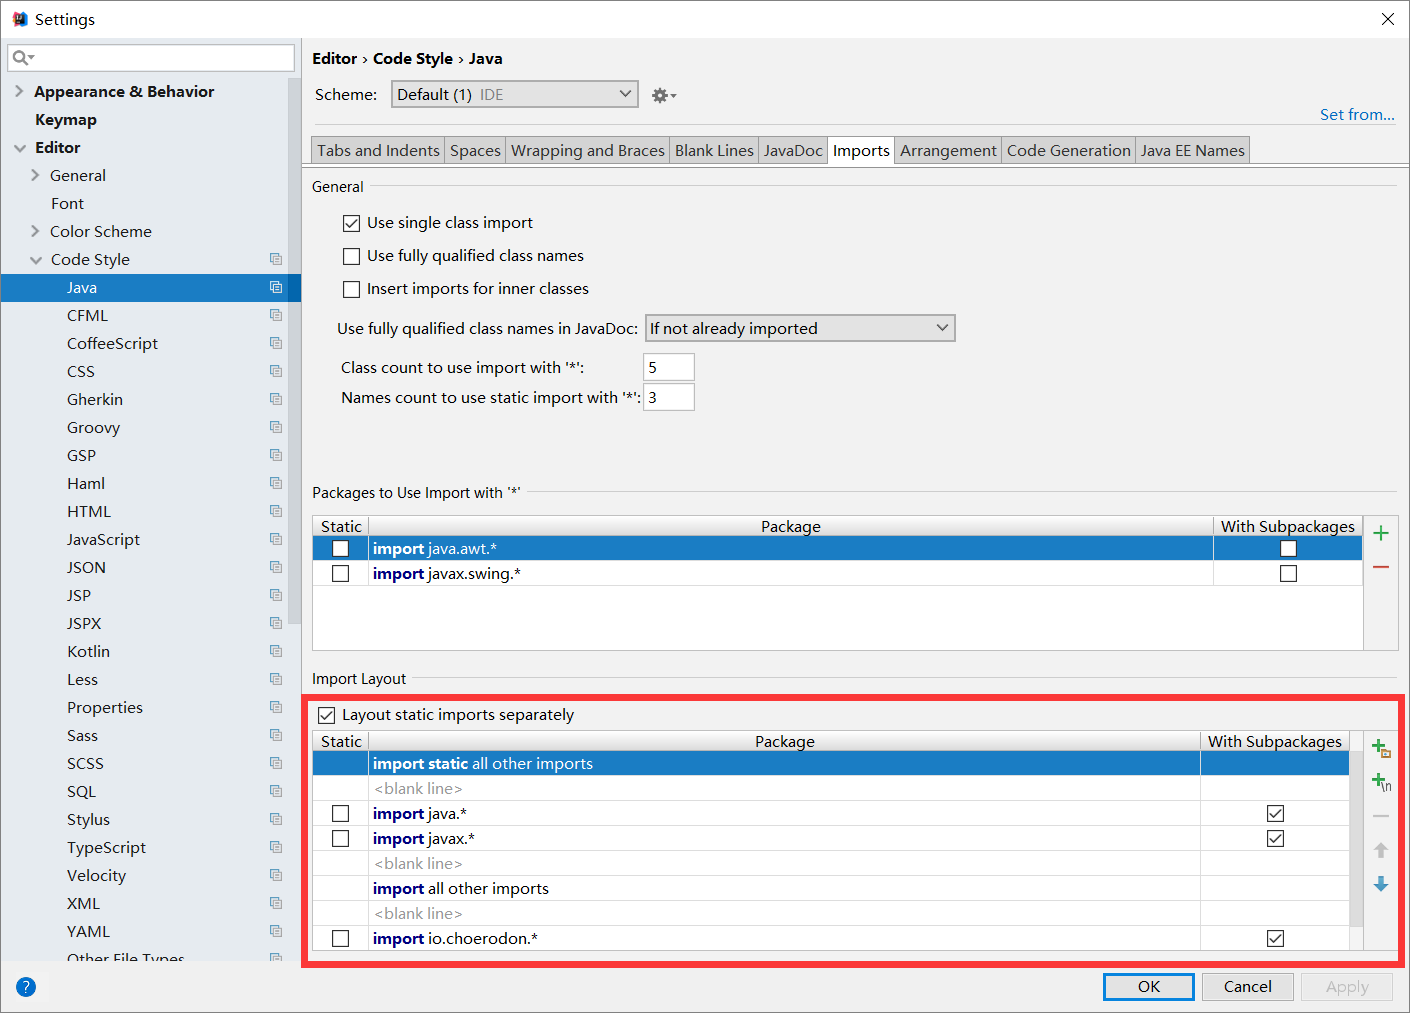 Settings
Appearance & Behavior
Keymap
Editor
General
Font
Color Scheme
Code Style
Java
CFML
CoffeeScript
CSS
Gherkin
Groovy
GSP
Haml
HTML
JavaScript
JSON
JSP
JSPX
Kotlin
Less
Properties
Sass
SCSS
SQL
Stylus
TypeScript
Velocity
XML
YAML
Other File Types
?
Editor › Code Style › Java
Scheme: Default (1) IDE
Set from...
Tabs and Indents Spaces Wrapping and Braces Blank Lines JavaDoc Imports Arrangement Code Generation Java EE Names
General
Use single class import
Use fully qualified class names
Insert imports for inner classes
Use fully qualified class names in JavaDoc: If not already imported
Class count to use import with '*': 5
Names count to use static import with '*': 3
Packages to Use Import with '*'
Static Package With Subpackages
import java.awt.*
import javax.swing.*
Import Layout
Layout static imports separately
Static Package With Subpackages
import static all other imports
<blank line>
\n
import java.*
import javax.*
<blank line>
import all other imports
<blank line>
import io.choerodon.*
OK Cancel Apply